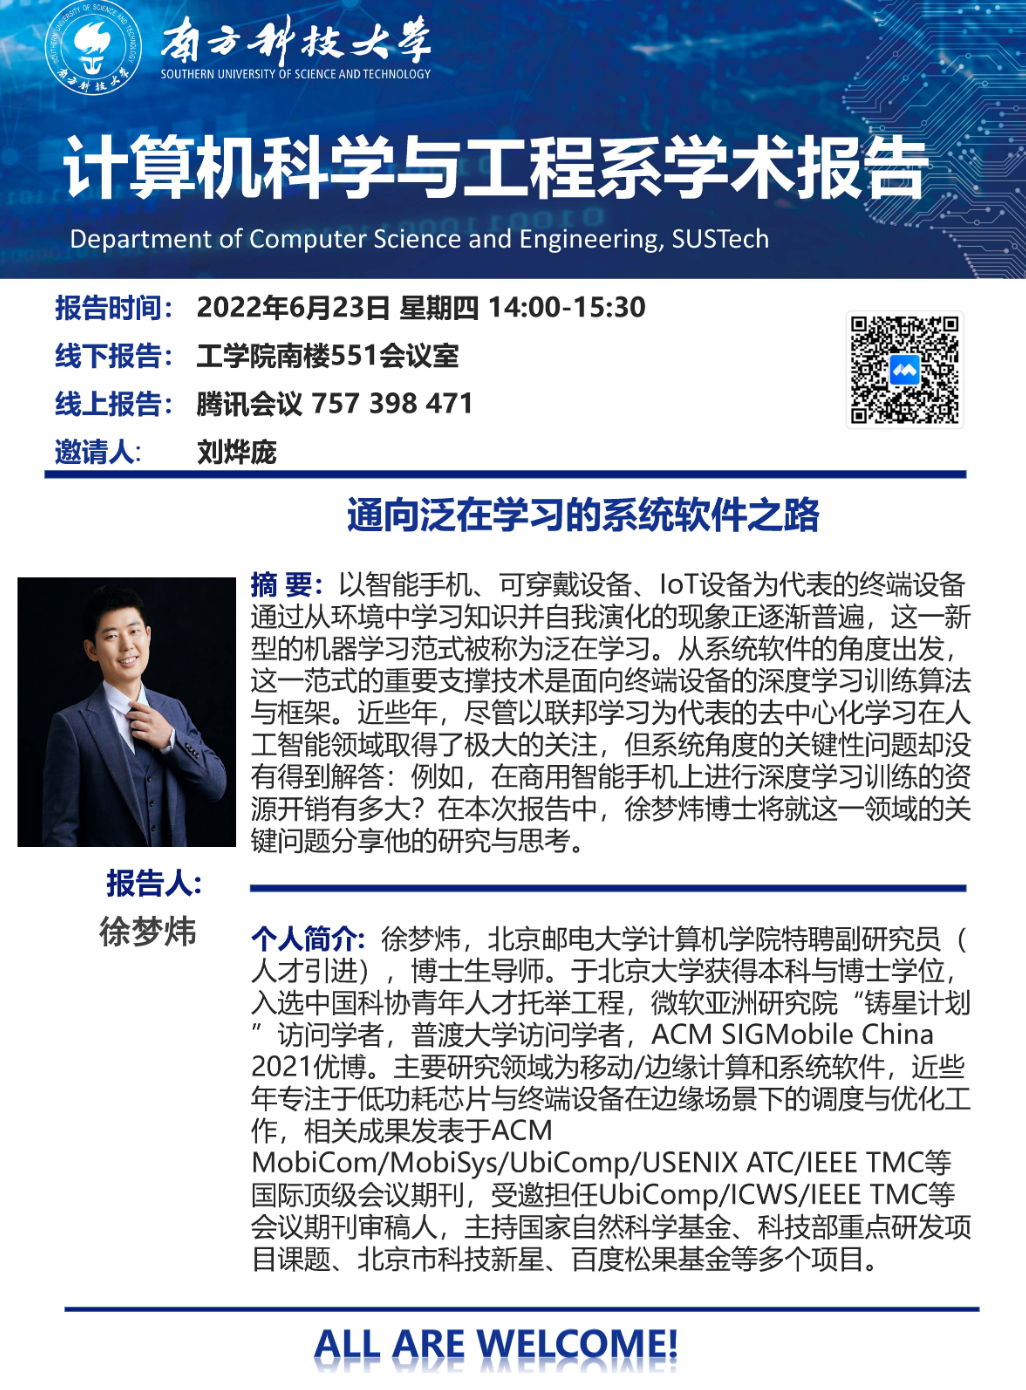 南方科技大学
SOUTHERN UNIVERSITY OF SCIENCE AND TECHNOLOGY
计算机科学与工程系学术报告
Department of Computer Science and Engineering, SUSTech
报告时间： 2022年6月23日 星期四 14:00-15:30
线下报告： 工学院南楼551会议室
线上报告： 腾讯会议 757 398 471
邀请人: 刘烨庞
通向泛在学习的系统软件之路
摘 要：以智能手机、可穿戴设备、IoT设备为代表的终端设备
通过从环境中学习知识并自我演化的现象正逐渐普遍，这一新
型的机器学习范式被称为泛在学习。从系统软件的角度出发，
这一范式的重要支撑技术是面向终端设备的深度学习训练算法
与框架。近些年，尽管以联邦学习为代表的去中心化学习在人
工智能领域取得了极大的关注，但系统角度的关键性问题却没
有得到解答：例如，在商用智能手机上进行深度学习训练的资
源开销有多大？在本次报告中，徐梦炜博士将就这一领域的关
键问题分享他的研究与思考。
报告人:
徐梦炜
个人简介: 徐梦炜，北京邮电大学计算机学院特聘副研究员（
人才引进），博士生导师。于北京大学获得本科与博士学位，
入选中国科协青年人才托举工程，微软亚洲研究院“铸星计划
”访问学者，普渡大学访问学者，ACM SIGMobile China
2021优博。主要研究领域为移动/边缘计算和系统软件，近些
年专注于低功耗芯片与终端设备在边缘场景下的调度与优化工
作，相关成果发表于ACM
MobiCom/MobiSys/UbiComp/USENIX ATC/IEEE TMC等
国际顶级会议期刊，受邀担任UbiComp/ICWS/IEEE TMC等
会议期刊审稿人，主持国家自然科学基金、科技部重点研发项
目课题、北京市科技新星、百度松果基金等多个项目。
ALL ARE WELCOME!